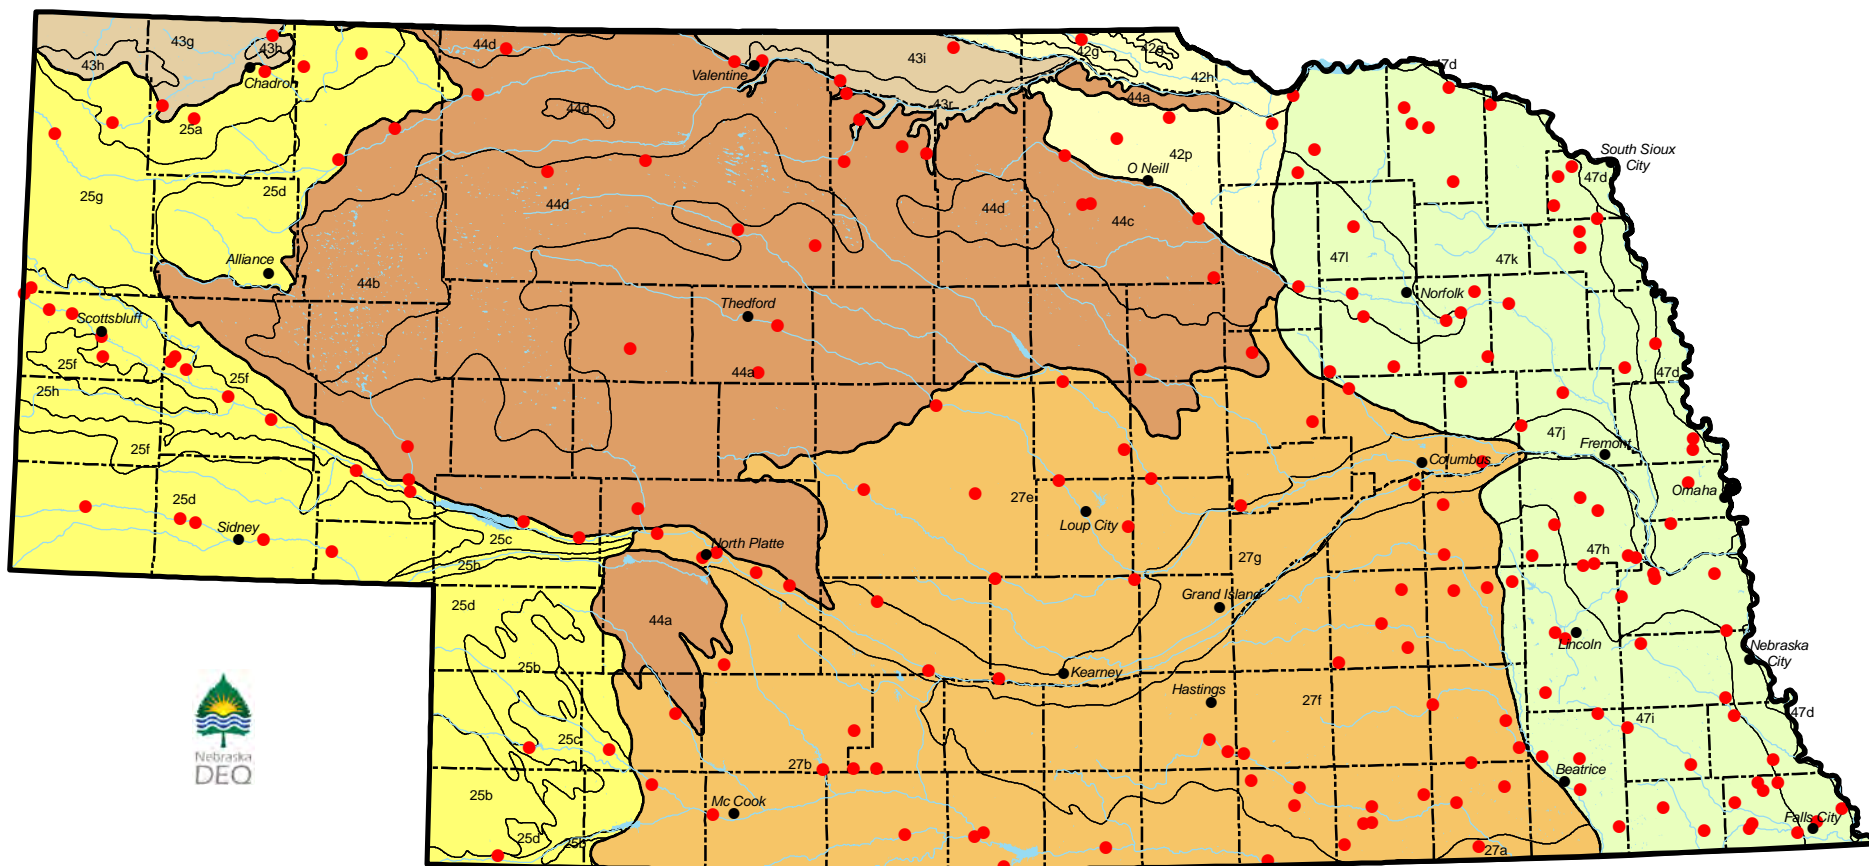 43g
43h
43h
44d
43i
42g
42g
47d
Valentine
Chadron
42h
44d
43r
44a
25a
42p
South Sioux
City
O Neill
47d
25g
25d
44d
44d
44c
47l
47k
Alliance
44b
Thedford
Norfolk
Scottsbluff
25f
25f
44a
47d
25h
25f
47j
Fremont
Columbus
Omaha
25d
27e
Loup City
Sidney
25c
North Platte
27g
47h
25h
25d
Grand Island
44a
Lincoln
Nebraska
City
25b
Kearney
Hastings
27f
47d
47i
25c
27b
Beatrice
Nebraska
DEQ
25b
Mc Cook
Falls City
25d
25b
27a